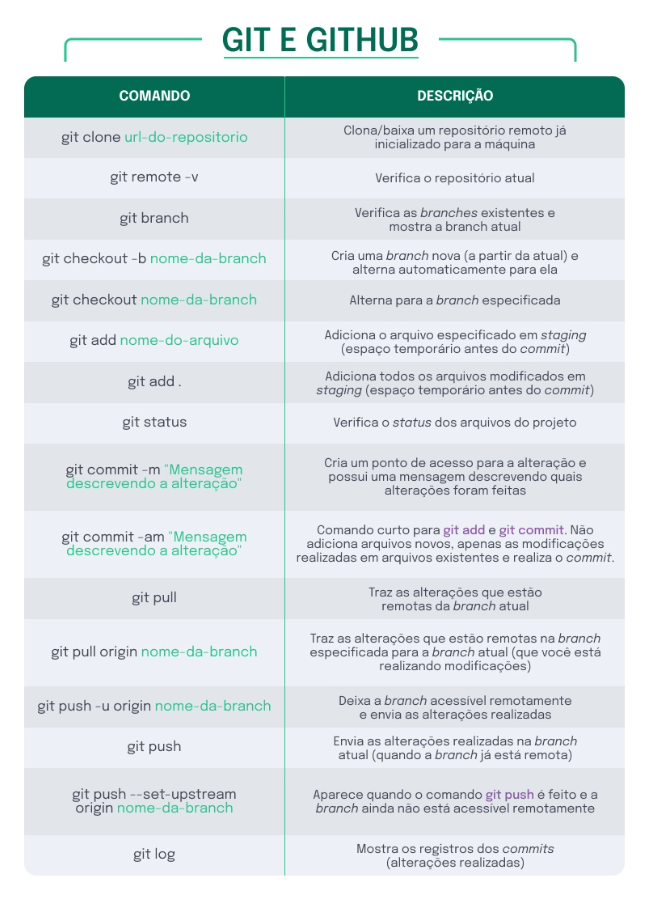 GIT E GITHUB
COMANDO
DESCRIÇÃO
git clone url-do-repositorio
Clona/baixa um repositório remoto já
inicializado para a máquina
git remote -v
Verifica o repositório atual
git branch
Verifica as branches existentes e
mostra a branch atual
git checkout -b nome-da-branch
Cria uma branch nova (a partir da atual) e
alterna automaticamente para ela
git checkout nome-da-branch
Alterna para a branch especificada
git add nome-do-arquivo
Adiciona o arquivo especificado em staging
(espaço temporário antes do commit)
git add .
Adiciona todos os arquivos modificados em
staging (espaço temporário antes do commit)
git status
Verifica o status dos arquivos do projeto
git commit -m "Mensagem
descrevendo a alteração"
Cria um ponto de acesso para a alteração e
possui uma mensagem descrevendo quais
alterações foram feitas
git commit -am "Mensagem
descrevendo a alteração"
Comando curto para git add e git commit. Não
adiciona arquivos novos, apenas as modificações
realizadas em arquivos existentes e realiza o commit.
git pull
Traz as alterações que estão
remotas da branch atual
git pull origin nome-da-branch
Traz as alterações que estão remotas na branch
especificada para a branch atual (que você está
realizando modificações)
git push -u origin nome-da-branch
Deixa a branch acessível remotamente
e envia as alterações realizadas
git push
Envia as alterações realizadas na branch
atual (quando a branch já está remota)
git push --set-upstream
origin nome-da-branch
Aparece quando o comando git push é feito e a
branch ainda não está acessível remotamente
git log
Mostra os registros dos commits
(alterações realizadas)